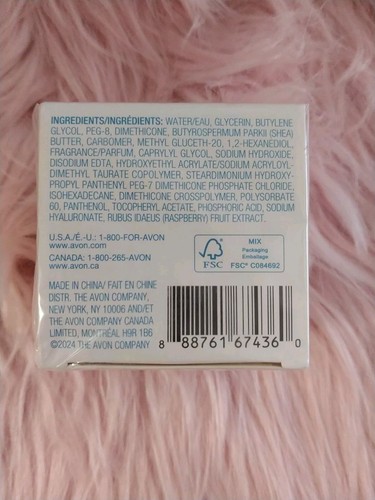 INGREDIENTS/INGRÉDIENTS: WATER/EAU, GLYCERIN, BUTYLENE
GLYCOL, PEG-8, DIMETHICONE, BUTYROSPERMUM PARKII (SHEA)
BUTTER, CARBOMER, METHYL GLUCETH-20, 1,2-HEXANEDIOL,
FRAGRANCE/PARFUM, CAPRYLYL GLYCOL, SODIUM HYDROXIDE,
DISODIUM EDTA, HYDROXYETHYL ACRYLATE/SODIUM ACRYLOYL-
DIMETHYL TAURATE COPOLYMER, STEARDIMONIUM HYDROXY-
PROPYL PANTHENYL PEG-7 DIMETHICONE PHOSPHATE CHLORIDE,
ISOHEXADECANE, DIMETHICONE CROSSPOLYMER, POLYSORBATE
60, PANTHENOL, TOCOPHERYL ACETATE, PHOSPHORIC ACID, SODIUM
HYALURONATE, RUBUS IDAEUS (RASPBERRY) FRUIT EXTRACT.
U.S.A./É.-U.: 1-800-FOR-AVON
www.avon.com
CANADA: 1-800-265-AVON
www.avon.ca
FSC
MIX
Packaging
Emballage
FSC® C084692
MADE IN CHINA/ FAIT EN CHINE
DISTR. THE AVON COMPANY,
NEW YORK, NY 10006 AND/ET
THE AVON COMPANY CANADA
LIMITED, MONTRÉAL H9R 1B6
©2024 THE AVON COMPANY
8 88761 67436 0